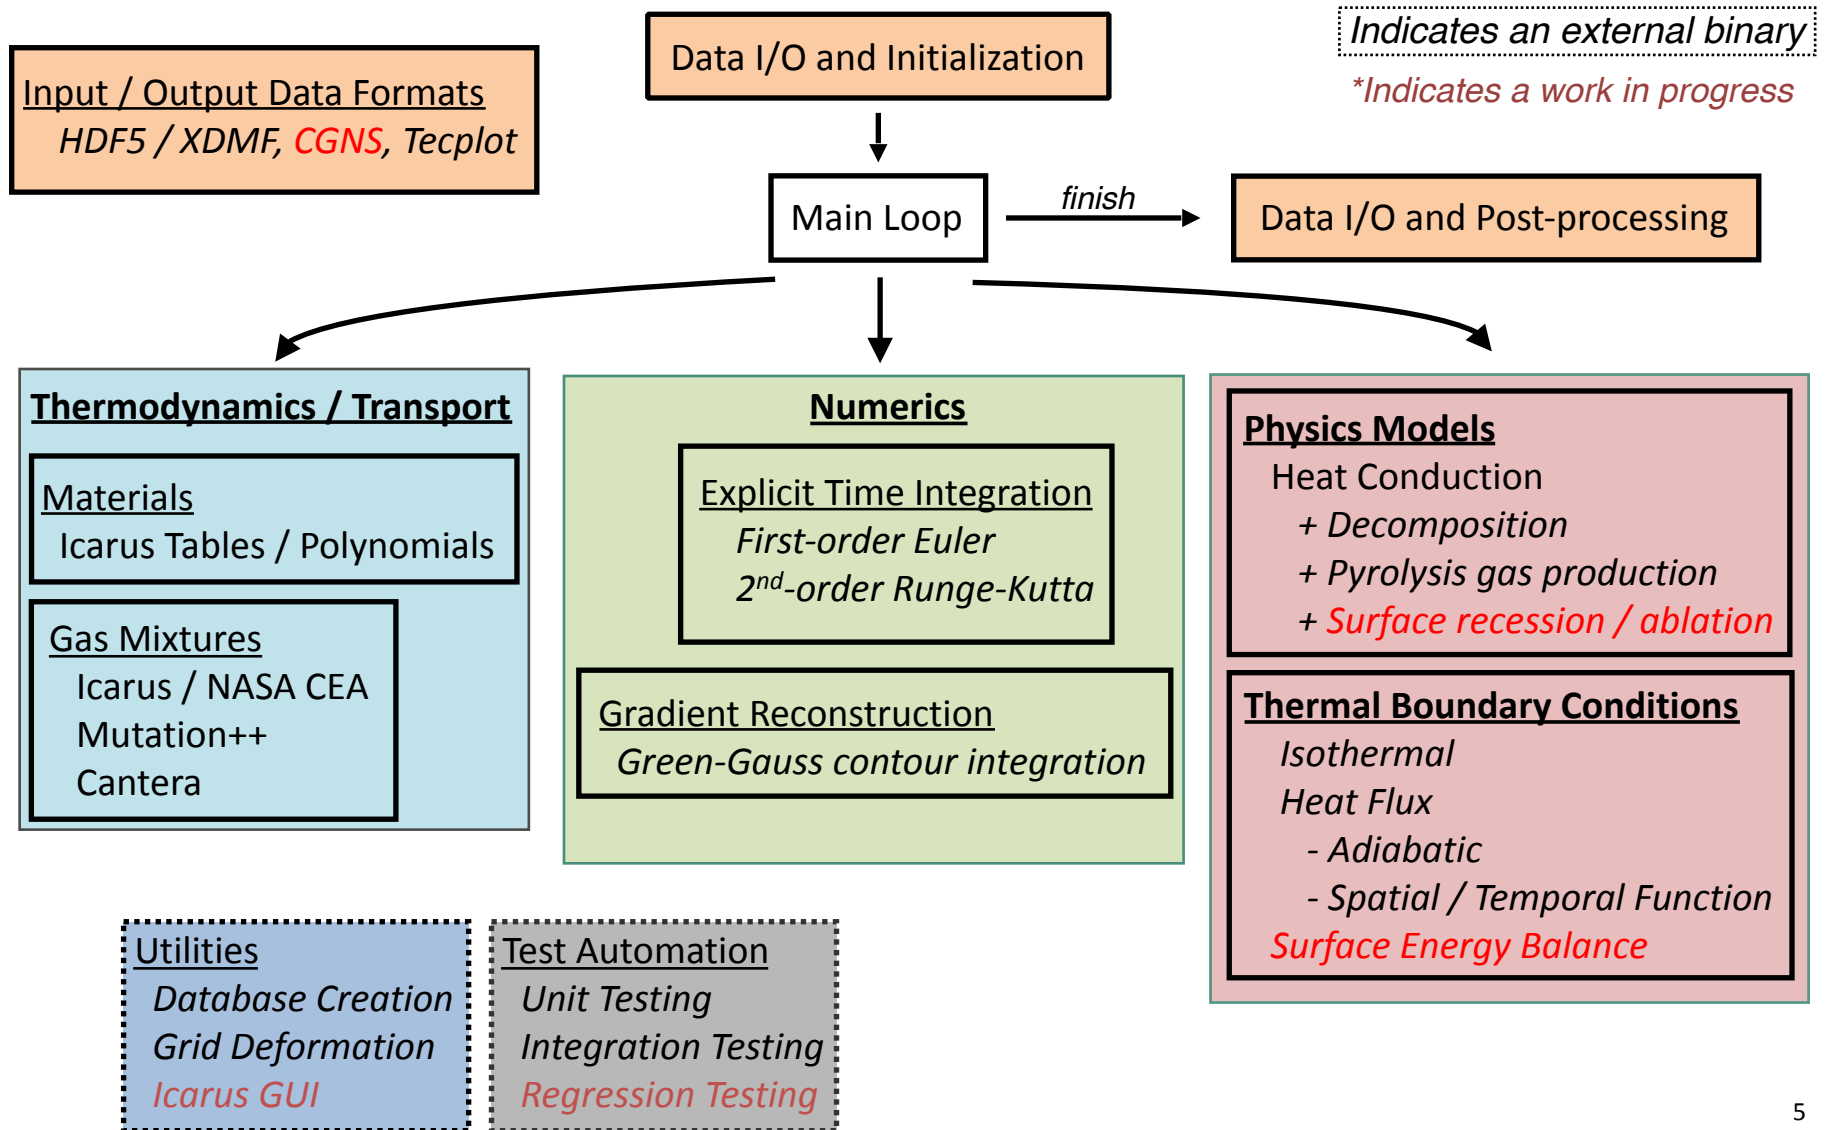 Data I/O and Initialization
Indicates an external binary
*Indicates a work in progress
Input / Output Data Formats
HDF5 / XDMF, CGNS, Tecplot
Main Loop
finish
Data I/O and Post-processing
Thermodynamics / Transport
Materials
Icarus Tables / Polynomials
Gas Mixtures
Icarus / NASA CEA
Mutation++
Cantera
Numerics
Explicit Time Integration
First-order Euler
2nd-order Runge-Kutta
Gradient Reconstruction
Green-Gauss contour integration
Physics Models
Heat Conduction
+ Decomposition
+ Pyrolysis gas production
+ Surface recession / ablation
Thermal Boundary Conditions
Isothermal
Heat Flux
- Adiabatic
- Spatial / Temporal Function
Surface Energy Balance
Utilities
Database Creation
Grid Deformation
Icarus GUI
Test Automation
Unit Testing
Integration Testing
Regression Testing
5